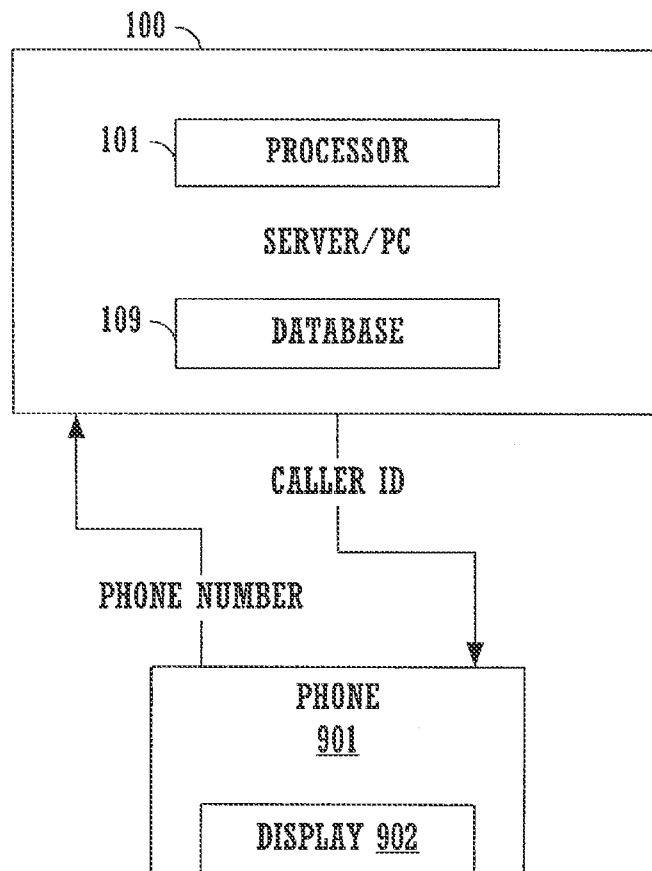 100
101
PROCESSOR
SERVER/PC
109
DATABASE
CALLER ID
PHONE NUMBER
PHONE
901
DISPLAY 902